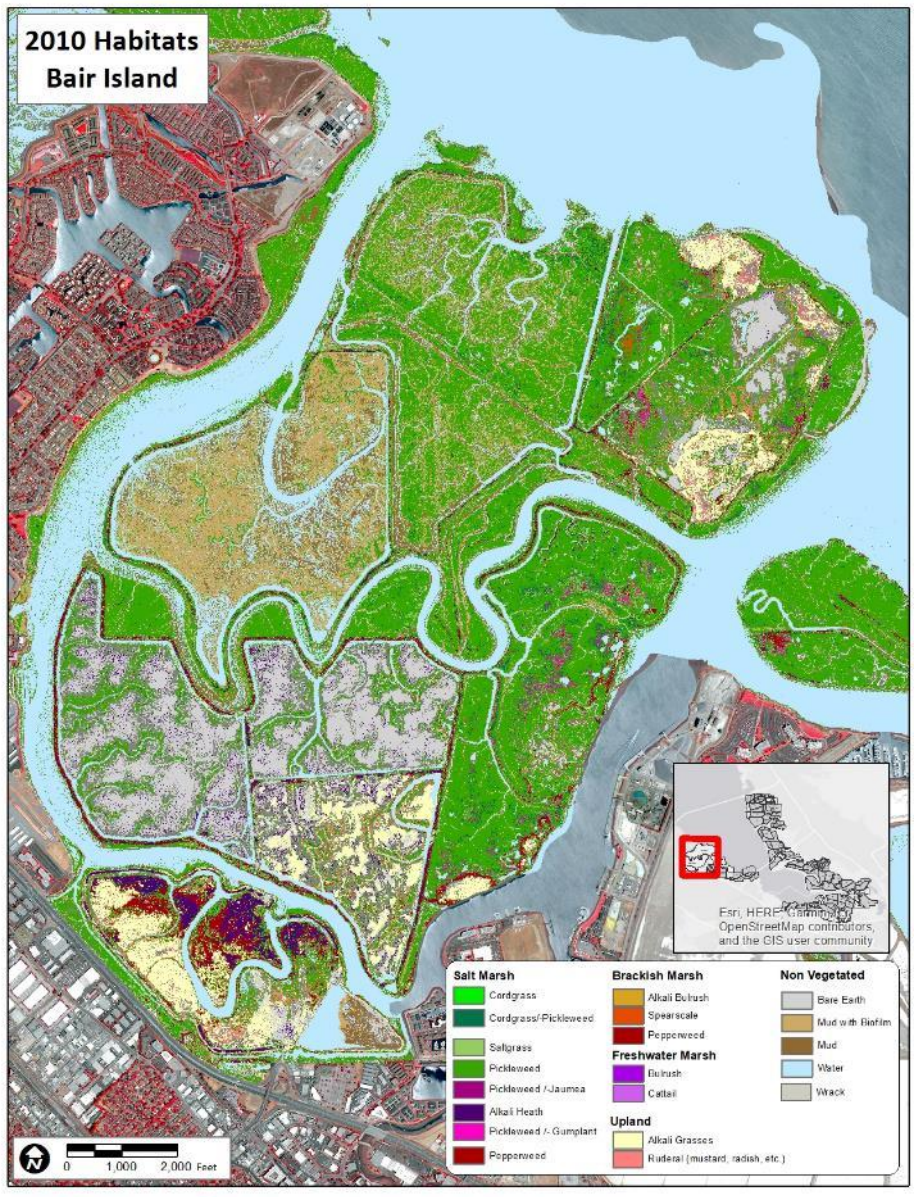 2010 Habitats
Bair Island
Esri, HERE, Garmin,
OpenStreetMap contributors,
and the GIS user community
Salt Marsh
Cordgrass
Cordgrass/-Pickleweed
Saltgrass
Pickleweed
Pickleweed /-Jaumea
Alkali Heath
Pickleweed /- Gumplant
Pepperweed
Brackish Marsh
Alkali Bulrush
Spearscale
Pepperweed
Freshwater Marsh
Bulrush
Cattail
Upland
Alkali Grasses
Ruderal (mustard, radish, etc.)
Non Vegetated
Bare Earth
Mud with Biofilm
Mud
Water
Wrack
N
0 1,000 2,000 Feet